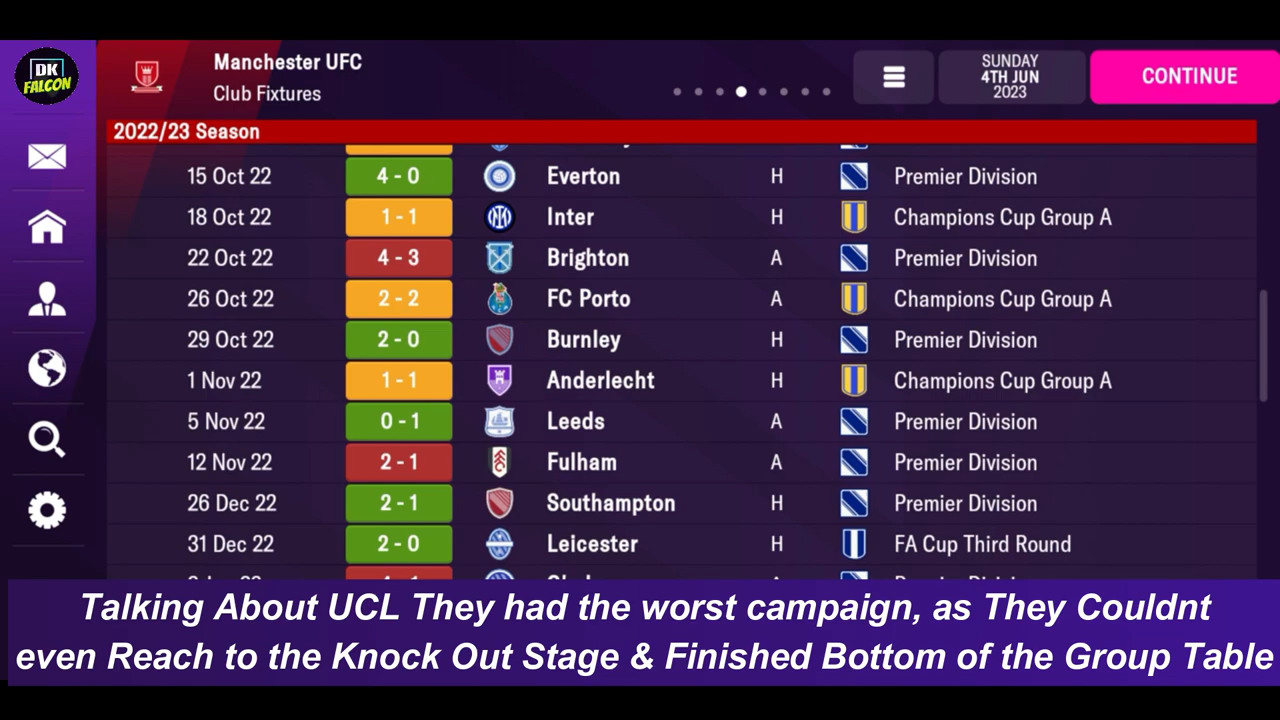 DK
FALCON
Manchester UFC
Club Fixtures
SUNDAY
4TH JUN
2023
CONTINUE
2022/23 Season
15 Oct 22 4 - 0 Everton H Premier Division
18 Oct 22 1 - 1 Inter H Champions Cup Group A
22 Oct 22 4 - 3 Brighton A Premier Division
26 Oct 22 2 - 2 FC Porto A Champions Cup Group A
29 Oct 22 2 - 0 Burnley H Premier Division
1 Nov 22 1 - 1 Anderlecht H Champions Cup Group A
5 Nov 22 0 - 1 Leeds A Premier Division
12 Nov 22 2 - 1 Fulham A Premier Division
26 Dec 22 2 - 1 Southampton H Premier Division
31 Dec 22 2 - 0 Leicester H FA Cup Third Round
Talking About UCL They had the worst campaign, as They Couldnt
even Reach to the Knock Out Stage & Finished Bottom of the Group Table